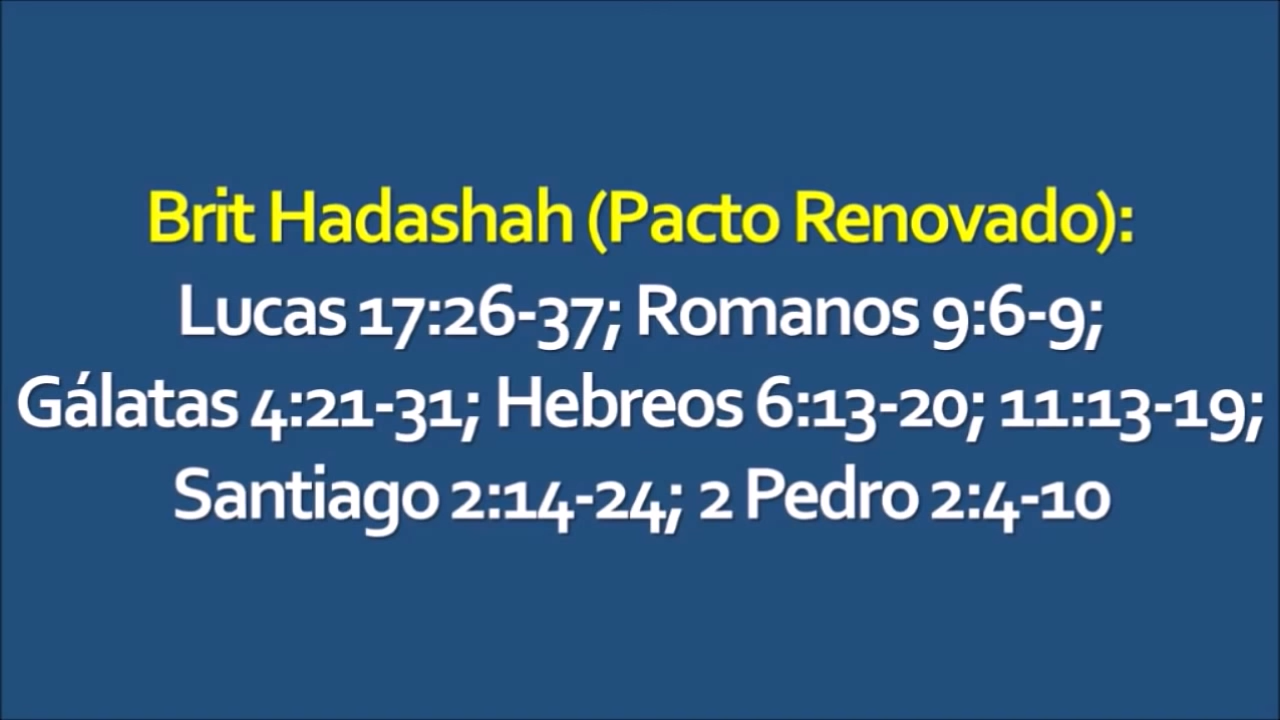 Brit Hadashah (Pacto Renovado):
Lucas 17:26-37; Romanos 9:6-9;
Gálatas 4:21-31; Hebreos 6:13-20; 11:13-19;
Santiago 2:14-24; 2 Pedro 2:4-10